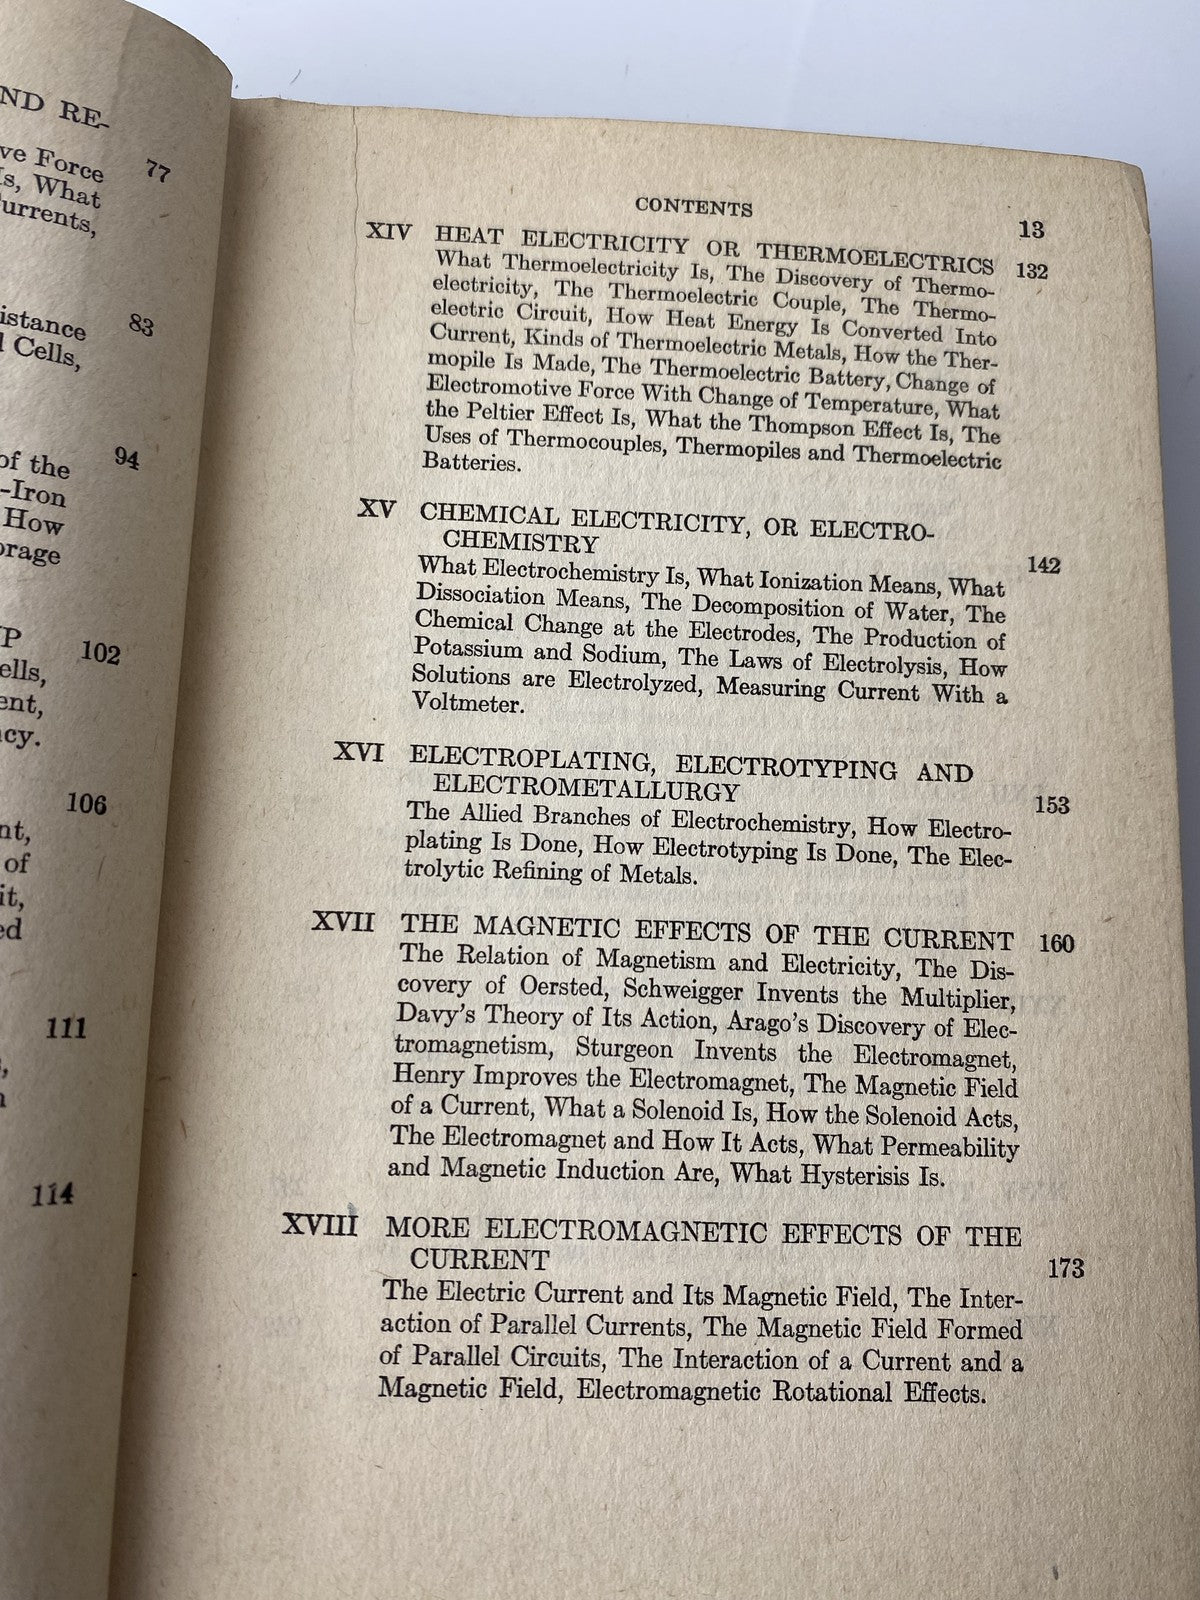 ND RE-
ve Force 77
Is, What
urrents,
istance 83
l Cells,
of the 94
-Iron
How
orage
P 102
ells,
ent,
cy.
106
nt,
of
it,
ed
111
114
CONTENTS 13
XIV HEAT ELECTRICITY OR THERMOELECTRICS 132
What Thermoelectricity Is, The Discovery of Thermo-
electricity, The Thermoelectric Couple, The Thermo-
electric Circuit, How Heat Energy Is Converted Into
Current, Kinds of Thermoelectric Metals, How the Ther-
mopile Is Made, The Thermoelectric Battery, Change of
Electromotive Force With Change of Temperature, What
the Peltier Effect Is, What the Thompson Effect Is, The
Uses of Thermocouples, Thermopiles and Thermoelectric
Batteries.
XV CHEMICAL ELECTRICITY, OR ELECTRO-
CHEMISTRY 142
What Electrochemistry Is, What Ionization Means, What
Dissociation Means, The Decomposition of Water, The
Chemical Change at the Electrodes, The Production of
Potassium and Sodium, The Laws of Electrolysis, How
Solutions are Electrolyzed, Measuring Current With a
Voltmeter.
XVI ELECTROPLATING, ELECTROTYPING AND
ELECTROMETALLURGY 153
The Allied Branches of Electrochemistry, How Electro-
plating Is Done, How Electrotyping Is Done, The Elec-
trolytic Refining of Metals.
XVII THE MAGNETIC EFFECTS OF THE CURRENT 160
The Relation of Magnetism and Electricity, The Dis-
covery of Oersted, Schweigger Invents the Multiplier,
Davy's Theory of Its Action, Arago's Discovery of Elec-
tromagnetism, Sturgeon Invents the Electromagnet,
Henry Improves the Electromagnet, The Magnetic Field
of a Current, What a Solenoid Is, How the Solenoid Acts,
The Electromagnet and How It Acts, What Permeability
and Magnetic Induction Are, What Hysterisis Is.
XVIII MORE ELECTROMAGNETIC EFFECTS OF THE
CURRENT 173
The Electric Current and Its Magnetic Field, The Inter-
action of Parallel Currents, The Magnetic Field Formed
of Parallel Circuits, The Interaction of a Current and a
Magnetic Field, Electromagnetic Rotational Effects.